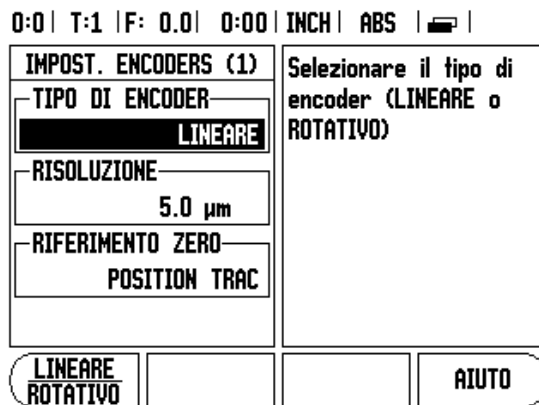 0:0| T:1 |F: 0.0| 0:00| INCH| ABS | |
IMPOST. ENCODERS (1)
TIPO DI ENCODER
LINEARE
RISOLUZIONE
5.0 µm
RIFERIMENTO ZERO
POSITION TRAC
Selezionare il tipo di
encoder (LINEARE o
ROTATIVO)
LINEARE
ROTATIVO
AIUTO